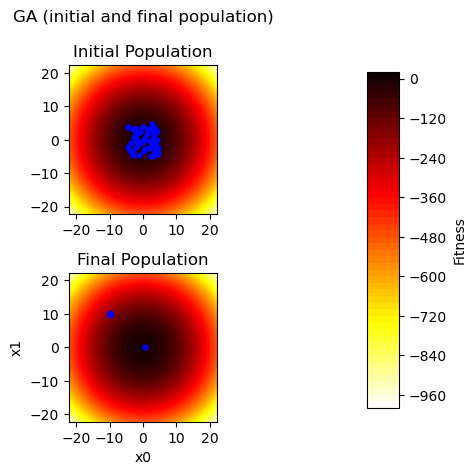 GA (initial and final population)
Initial Population
20
10
0
−10
−20
−20 −10 0 10 20
Final Population
20
10
0
−10
−20
−20 −10 0 10 20
x1
x0
0
−120
−240
−360
−480
−600
−720
−840
−960
Fitness